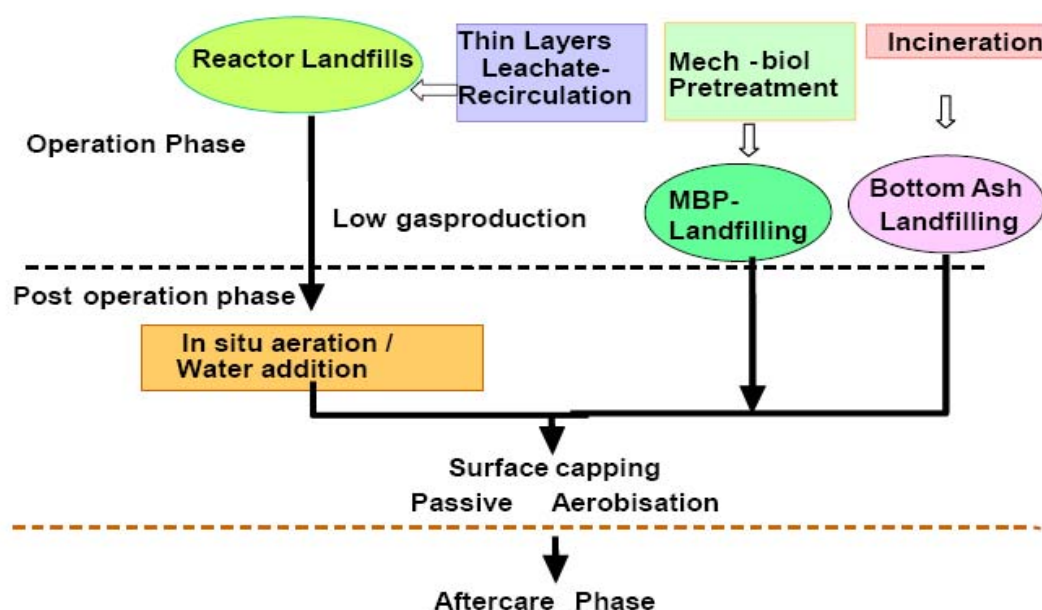 Reactor Landfills
Thin Layers
Leachate-
Recirculation
Mech -biol
Pretreatment
Incineration
Operation Phase
MBP-
Landfilling
Bottom Ash
Landfilling
Low gasproduction
Post operation phase
In situ aeration /
Water addition
Surface capping
Passive Aerobisation
Aftercare Phase